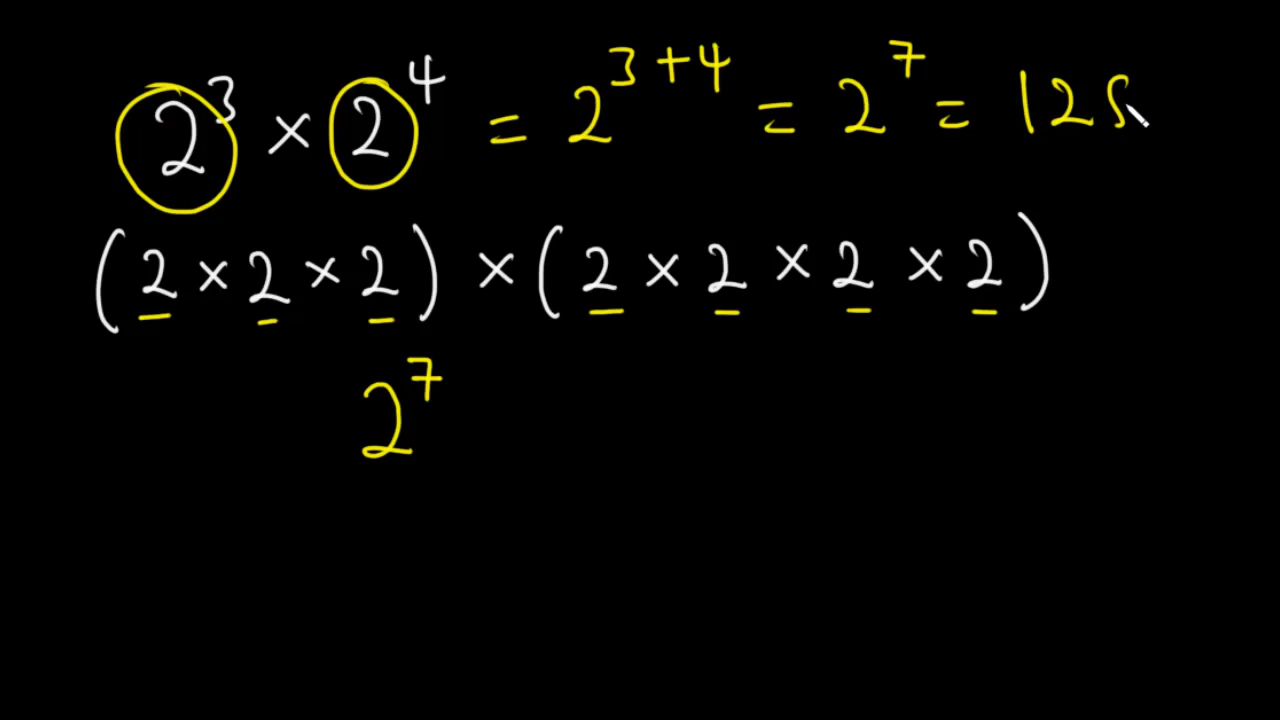 2³ × 2⁴ = 2³⁺⁴ = 2⁷ = 12
(2 × 2 × 2) × (2 × 2 × 2 × 2)
2⁷